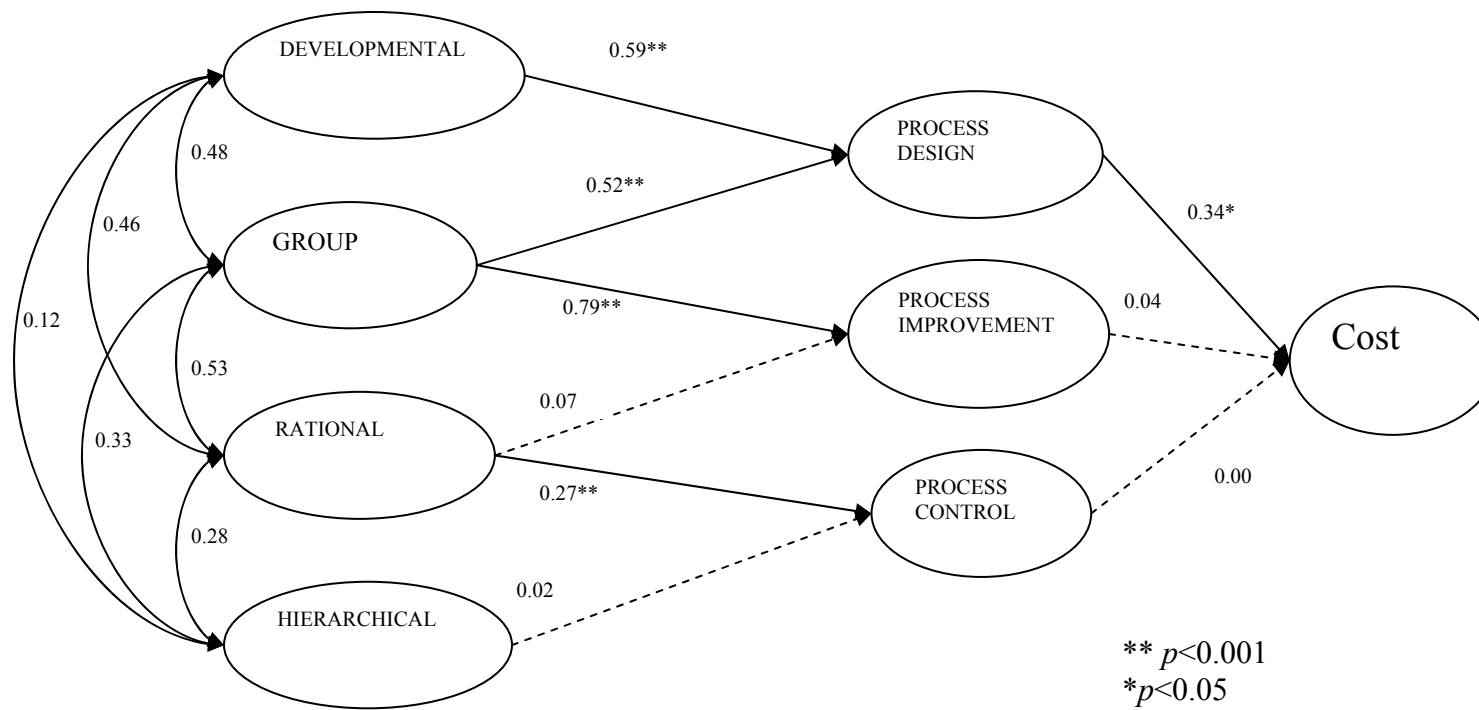 DEVELOPMENTAL
0.59**
PROCESS
DESIGN
0.48
0.52**
0.34*
0.46
GROUP
0.79**
PROCESS
IMPROVEMENT
0.04
0.12
Cost
0.53
0.07
0.33
RATIONAL
0.27**
PROCESS
CONTROL
0.00
0.28
0.02
HIERARCHICAL
** p<0.001
*p<0.05